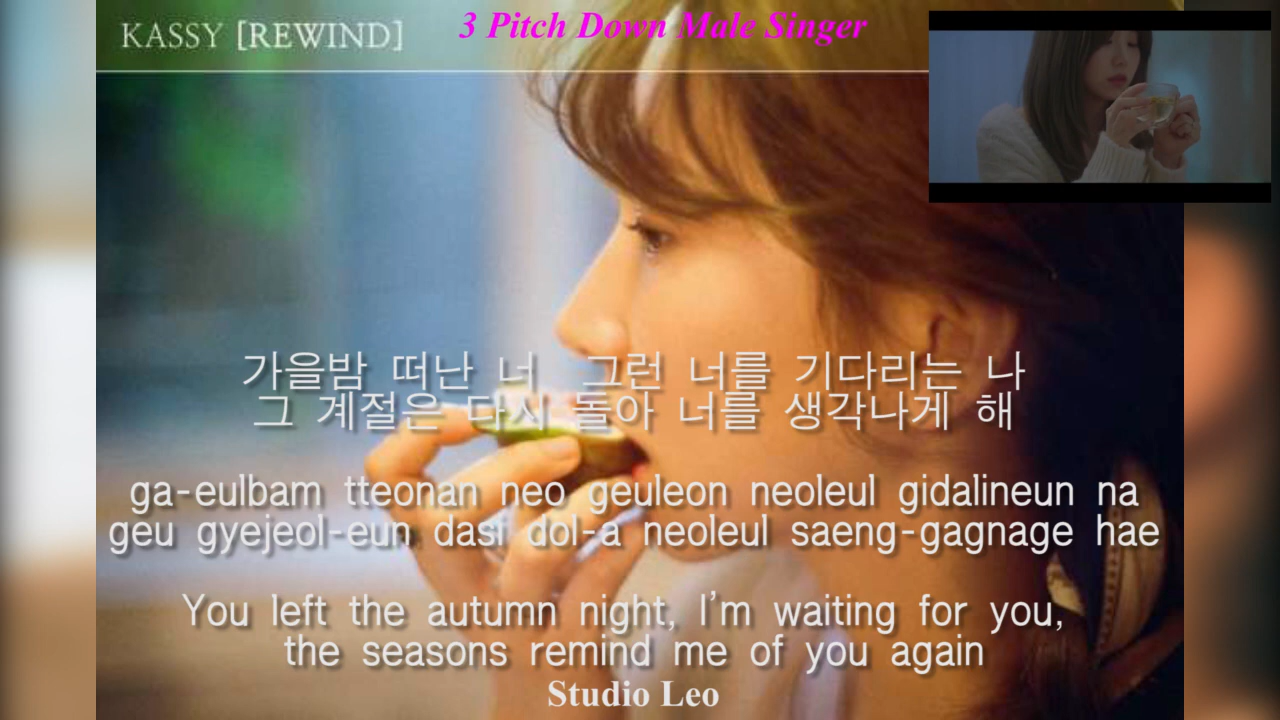 KASSY [REWIND]
3 Pitch Down Male Singer
가을밤 떠난 너 그런 너를 기다리는 나
그 계절은 다시 돌아 너를 생각나게 해
ga-eulbam tteonan neo geuleon neoleul gidalineun na
geu gyejeol-eun dasi dol-a neoleul saeng-gagnage hae
You left the autumn night, I'm waiting for you,
the seasons remind me of you again
Studio Leo